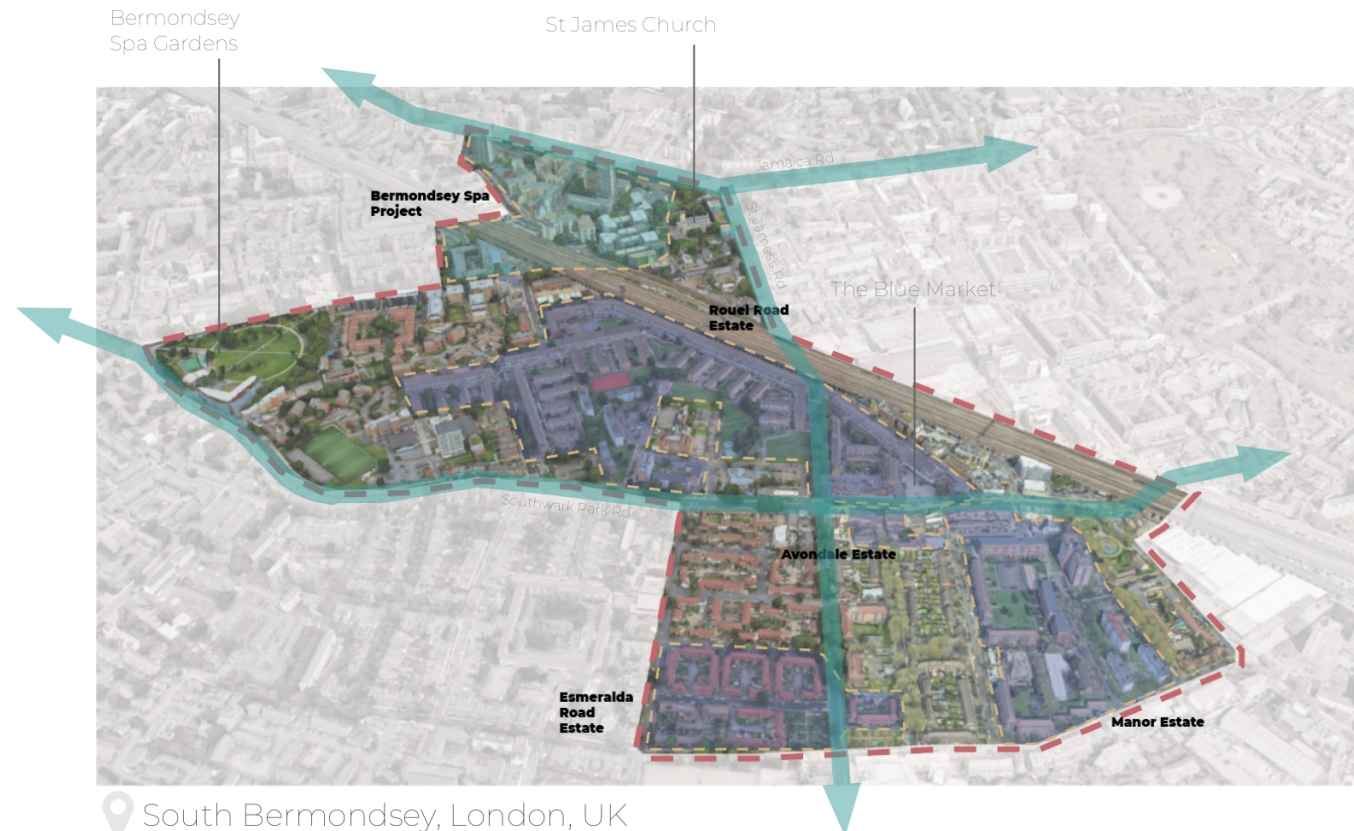 Bermondsey
Spa Gardens
St James Church
Jamaica Rd
Bermondsey Spa
Project
St James's Rd
The Blue Market
Rouel Road
Estate
Southwark Park Rd
Avondale Estate
Esmeralda
Road
Estate
Manor Estate
South Bermondsey, London, UK